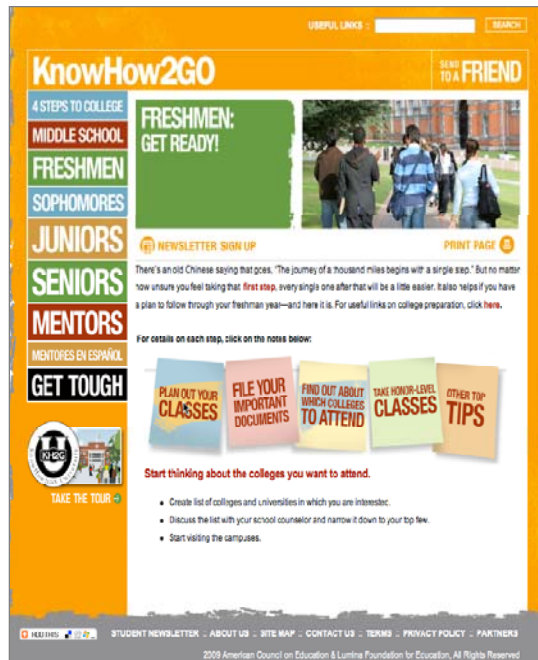 USEFUL LINKS ::
SEARCH
KnowHow2GO
SEND TO A FRIEND
4 STEPS TO COLLEGE
MIDDLE SCHOOL
FRESHMEN
SOPHOMORES
JUNIORS
SENIORS
MENTORS
MENTORES EN ESPAÑOL
GET TOUGH
KH2G
TAKE THE TOUR
FRESHMEN:
GET READY!
NEWSLETTER SIGN UP
PRINT PAGE
There's an old Chinese saying that goes, "The journey of a thousand miles begins with a single step." But no matter
how unsure you feel taking that first step, every single one after that will be a little easier. It also helps if you have
a plan to follow through your freshman year—and here it is. For useful links on college preparation, click here.
For details on each step, click on the notes below:
PLAN OUT YOUR
CLASSES
FILE YOUR
IMPORTANT
DOCUMENTS
FIND OUT ABOUT
WHICH COLLEGES
TO ATTEND
TAKE HONOR-LEVEL
CLASSES
OTHER TOP
TIPS
Start thinking about the colleges you want to attend.
• Create list of colleges and universities in which you are interested.
• Discuss the list with your school counselor and narrow it down to your top few.
• Start visiting the campuses.
STUDENT NEWSLETTER :: ABOUT US :: SITE MAP :: CONTACT US :: TERMS :: PRIVACY POLICY :: PARTNERS
2009 American Council on Education & Lumina Foundation for Education, All Rights Reserved